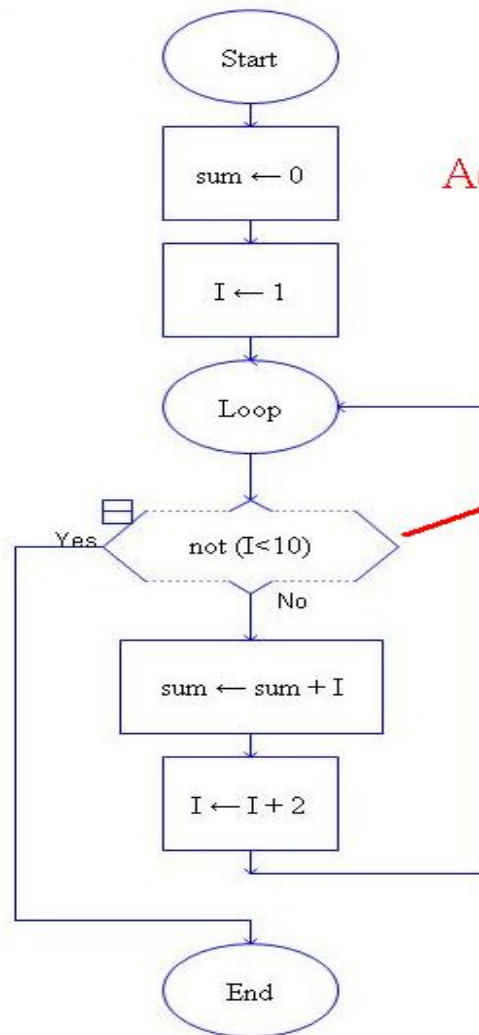 Start
sum ← 0
I ← 1
Loop
Yes
not (I<10)
No
sum ← sum + I
I ← I + 2
End